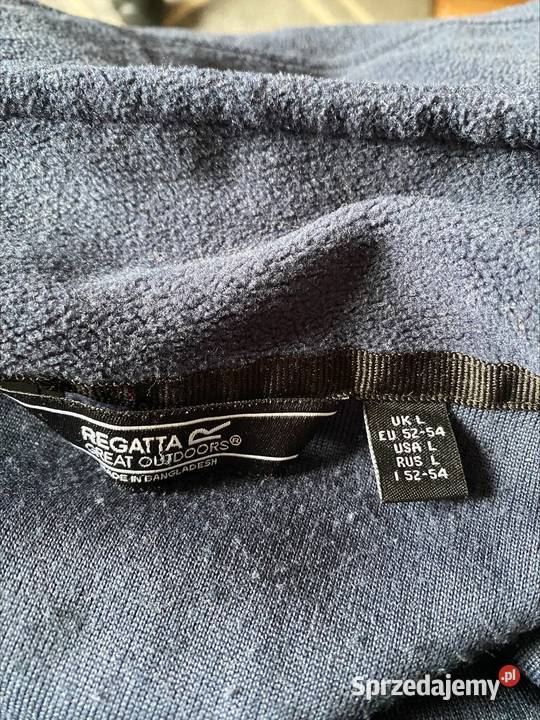 REGATTA
GREAT OUTDOORS®
MADE IN BANGLADESH
UK L
EU 52-54
USA L
RUS L
I 52-54
Sprzedajemy.pl